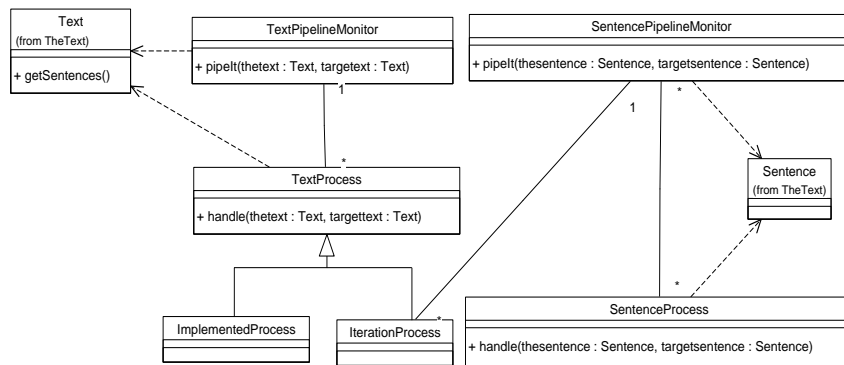 Text
(from TheText)
+ getSentences()
TextPipelineMonitor
+ pipeIt(thetext : Text, targetext : Text)
SentencePipelineMonitor
+ pipeIt(thesentence : Sentence, targetsentence : Sentence)
1
1
*
*
TextProcess
+ handle(thetext : Text, targettext : Text)
Sentence
(from TheText)
ImplementedProcess
IterationProcess
*
*
SentenceProcess
+ handle(thesentence : Sentence, targetsentence : Sentence)